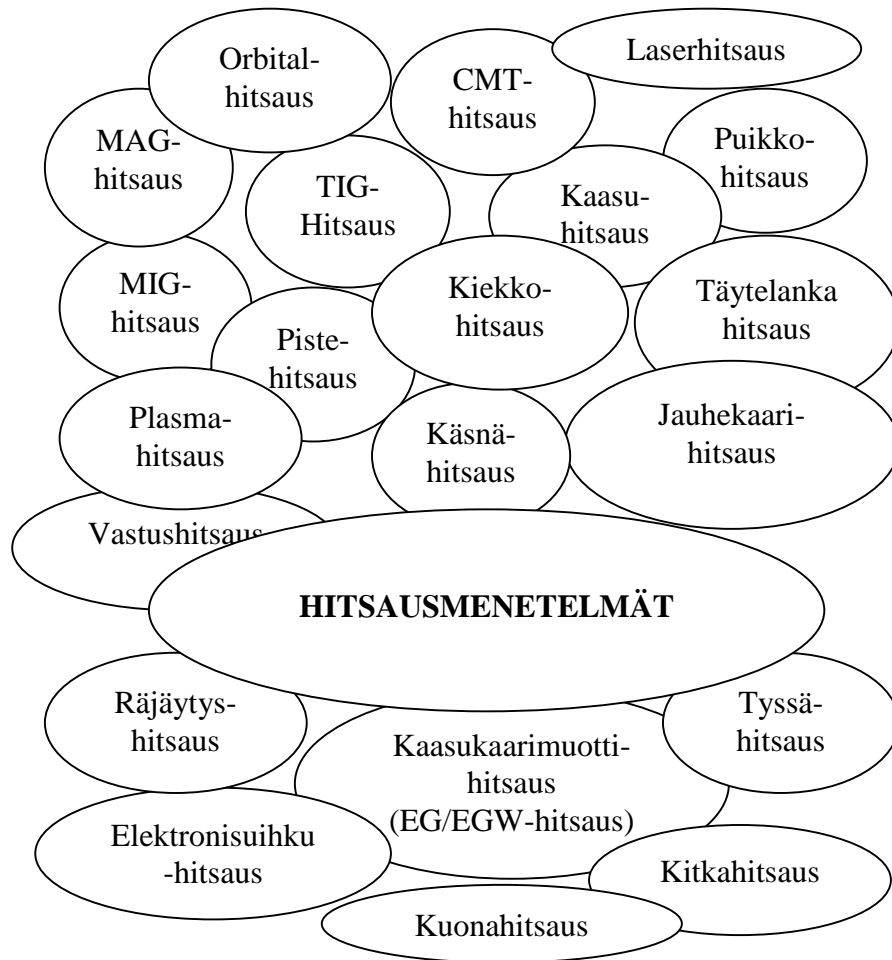 Orbital-
hitsaus
CMT-
hitsaus
Laserhitsaus
MAG-
hitsaus
TIG-
Hitsaus
Kaasu-
hitsaus
Puikko-
hitsaus
MIG-
hitsaus
Piste-
hitsaus
Kiekko-
hitsaus
Täytelanka
hitsaus
Plasma-
hitsaus
Käsnä-
hitsaus
Jauhekaari-
hitsaus
Vastushitsaus
HITSAUSMENETELMÄT
Räjäytys-
hitsaus
Kaasukaarimuotti-
hitsaus
(EG/EGW-hitsaus)
Tyssä-
hitsaus
Elektronisuihku
-hitsaus
Kitkahitsaus
Kuonahitsaus